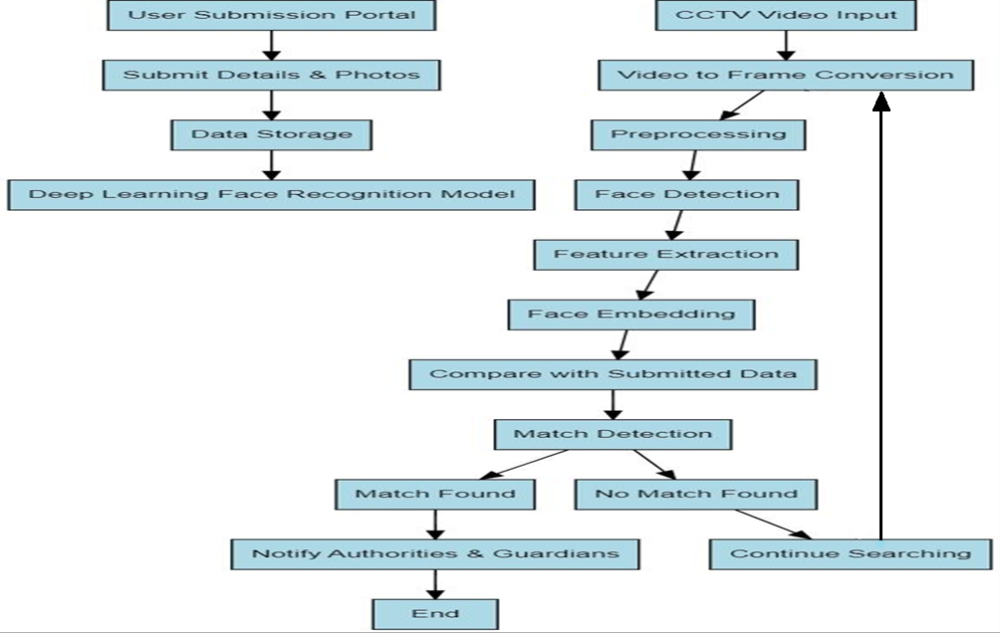 User Submission Portal
CCTV Video Input
Submit Details & Photos
Video to Frame Conversion
Data Storage
Preprocessing
Deep Learning Face Recognition Model
Face Detection
Feature Extraction
Face Embedding
Compare with Submitted Data
Match Detection
Match Found
No Match Found
Notify Authorities & Guardians
Continue Searching
End